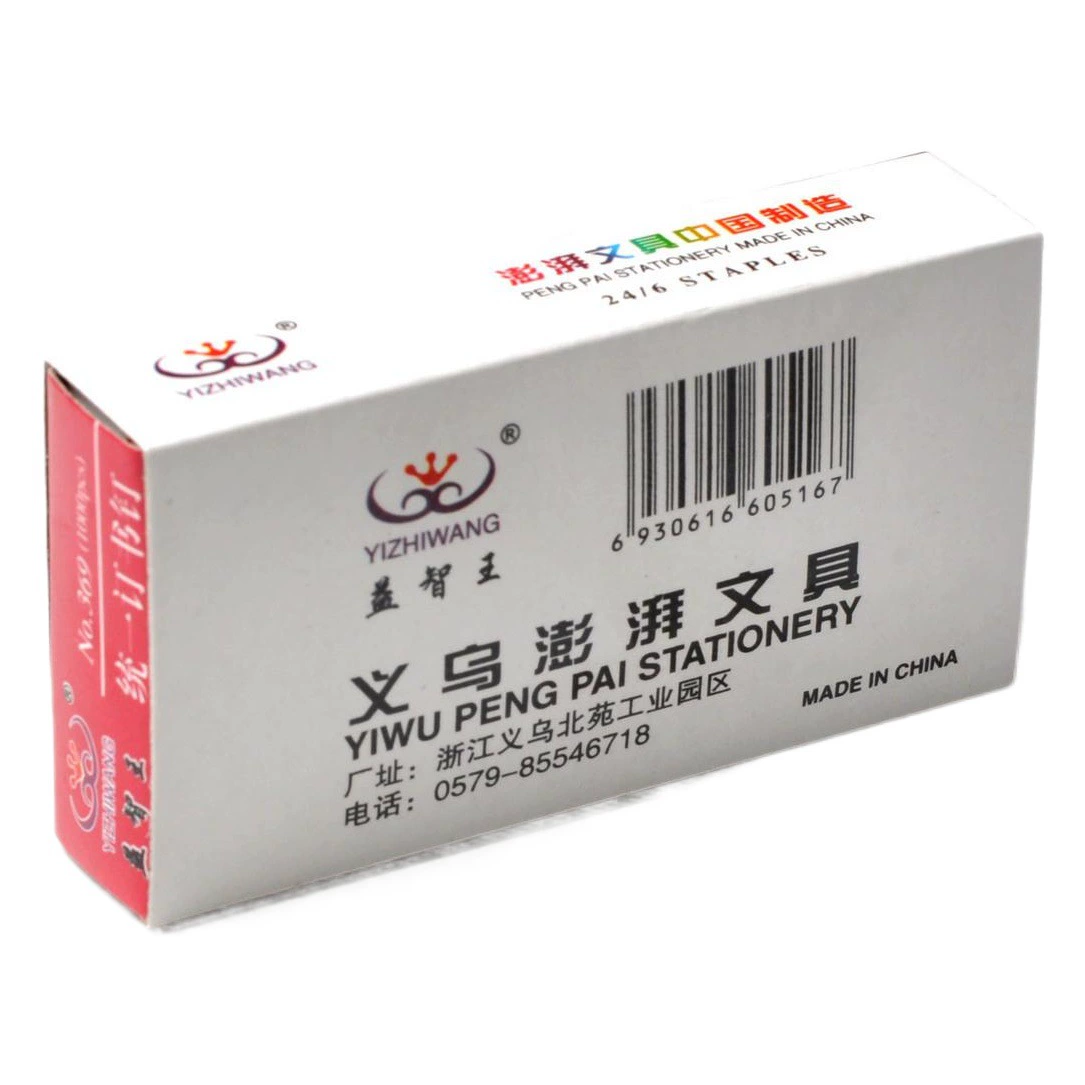 澎湃文具中国制造
PENG PAI STATIONERY MADE IN CHINA
24/6 STAPLES
®
YIZHIWANG
®
YIZHIWANG
益智王
6 930616 605167
义乌澎湃文具
YIWU PENG PAI STATIONERY
厂址：浙江义乌北苑工业园区
电话：0579-85546718
MADE IN CHINA
No.369 (1000pcs)
统一订书钉
®
YIZHIWANG
益智王